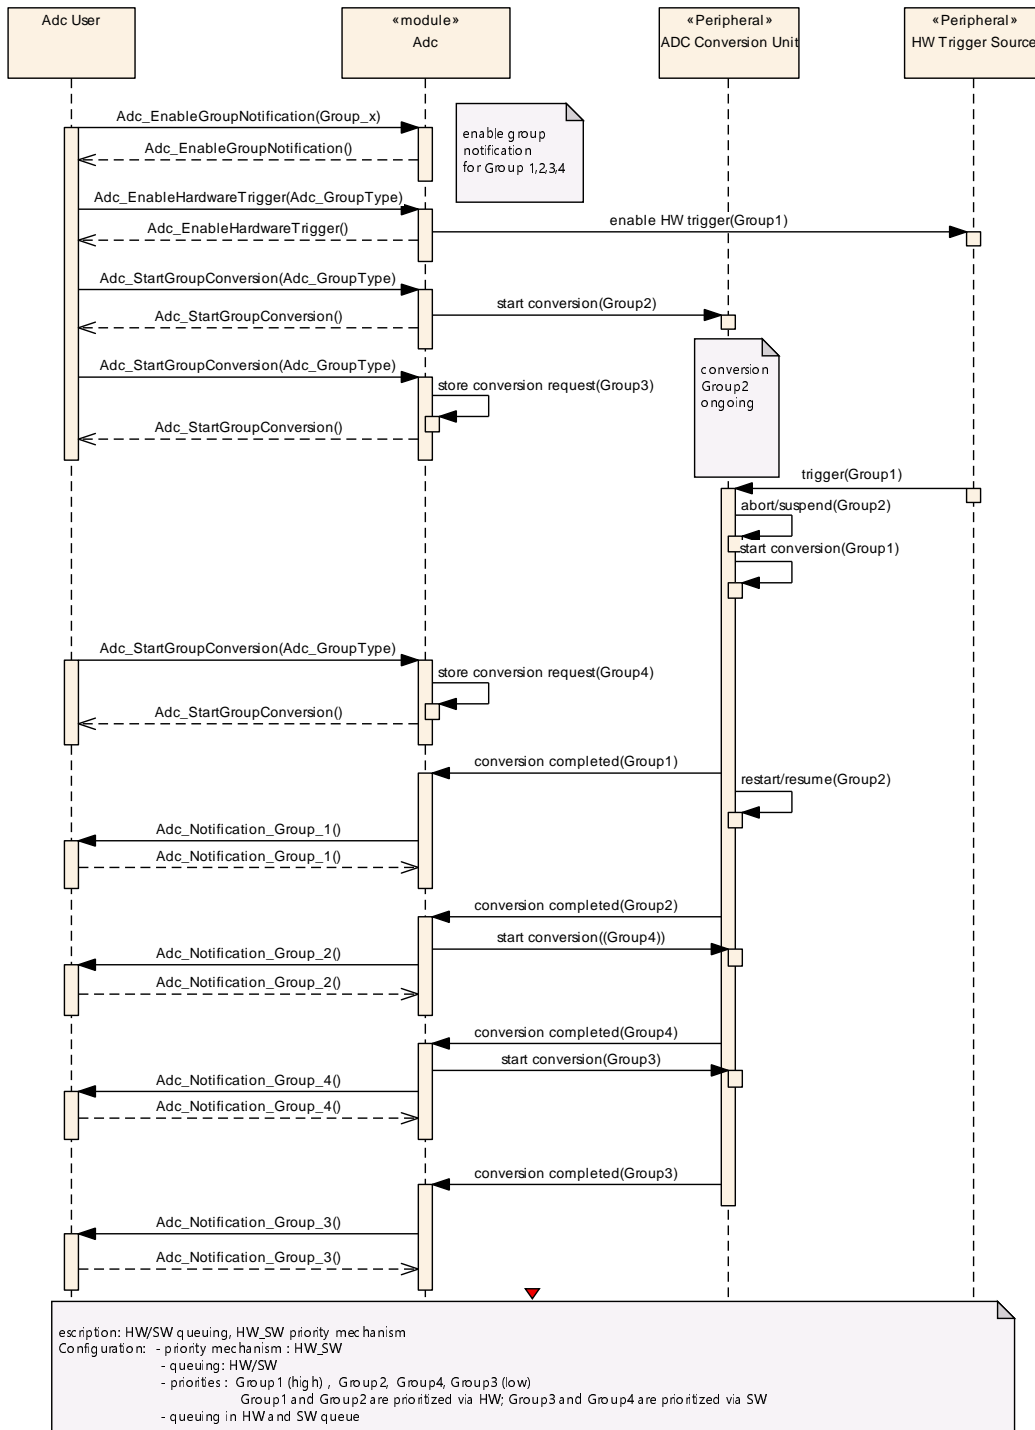 Adc User
«module»
Adc
«Peripheral»
ADC Conversion Unit
«Peripheral»
HW Trigger Source
Adc_EnableGroupNotification(Group_x)
enable group
notification
for Group 1,2,3,4
Adc_EnableGroupNotification()
Adc_EnableHardwareTrigger(Adc_GroupType)
enable HW trigger(Group1)
Adc_EnableHardwareTrigger()
Adc_StartGroupConversion(Adc_GroupType)
start conversion(Group2)
Adc_StartGroupConversion()
Adc_StartGroupConversion(Adc_GroupType)
conversion
Group2
ongoing
store conversion request(Group3)
Adc_StartGroupConversion()
trigger(Group1)
abort/suspend(Group2)
start conversion(Group1)
Adc_StartGroupConversion(Adc_GroupType)
store conversion request(Group4)
Adc_StartGroupConversion()
conversion completed(Group1)
restart/resume(Group2)
Adc_Notification_Group_1()
Adc_Notification_Group_1()
conversion completed(Group2)
start conversion((Group4))
Adc_Notification_Group_2()
Adc_Notification_Group_2()
conversion completed(Group4)
start conversion(Group3)
Adc_Notification_Group_4()
Adc_Notification_Group_4()
conversion completed(Group3)
Adc_Notification_Group_3()
Adc_Notification_Group_3()
escription: HW/SW queuing, HW_SW priority mechanism
Configuration: - priority mechanism : HW_SW
- queuing: HW/SW
- priorities : Group1 (high) , Group2, Group4, Group3 (low)
Group1 and Group2 are prioritized via HW; Group3 and Group4 are prioritized via SW
- queuing in HW and SW queue